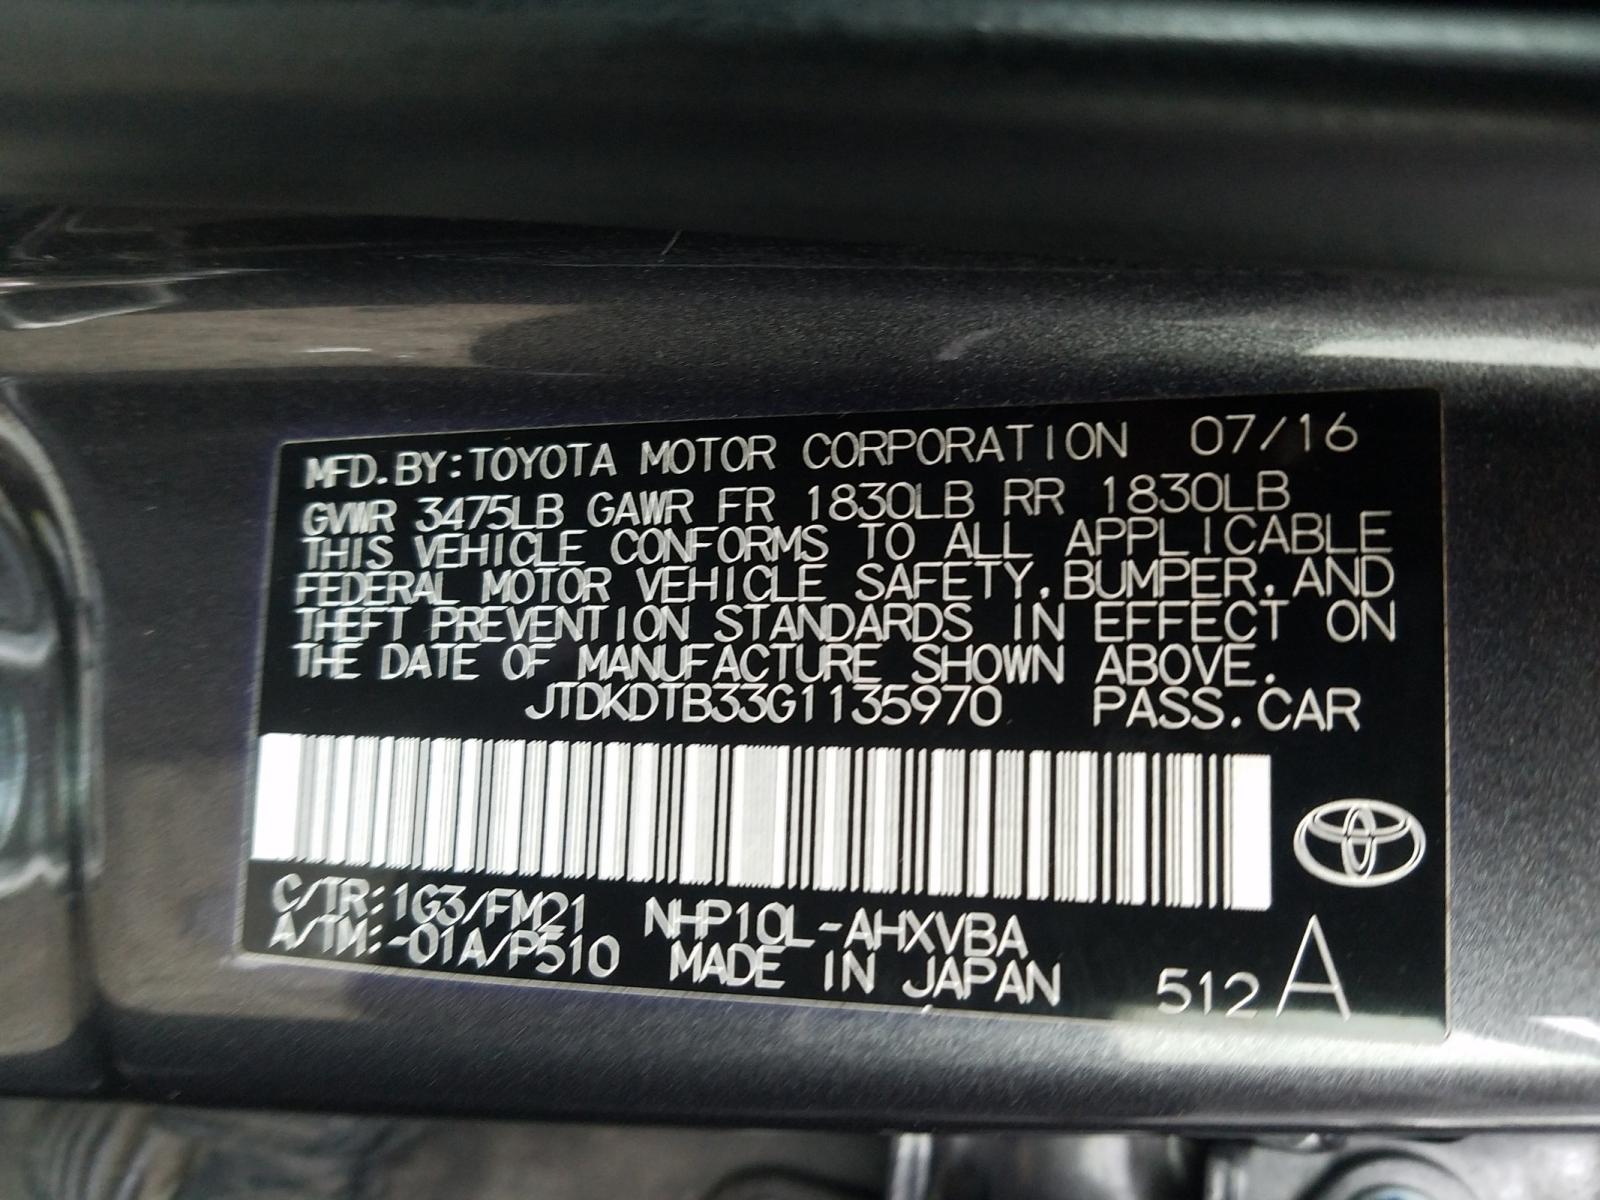 MFD.BY:TOYOTA MOTOR CORPORATION 07/16
GVWR 3475LB GAWR FR 1830LB RR 1830LB
THIS VEHICLE CONFORMS TO ALL APPLICABLE
FEDERAL MOTOR VEHICLE SAFETY,BUMPER,AND
THEFT PREVENTION STANDARDS IN EFFECT ON
THE DATE OF MANUFACTURE SHOWN ABOVE.
JTDKDTB33G1135970 PASS.CAR
C/TR:1G3/FM21 NHP10L-AHXVBA
A/TM:-01A/P510 MADE IN JAPAN 512 A